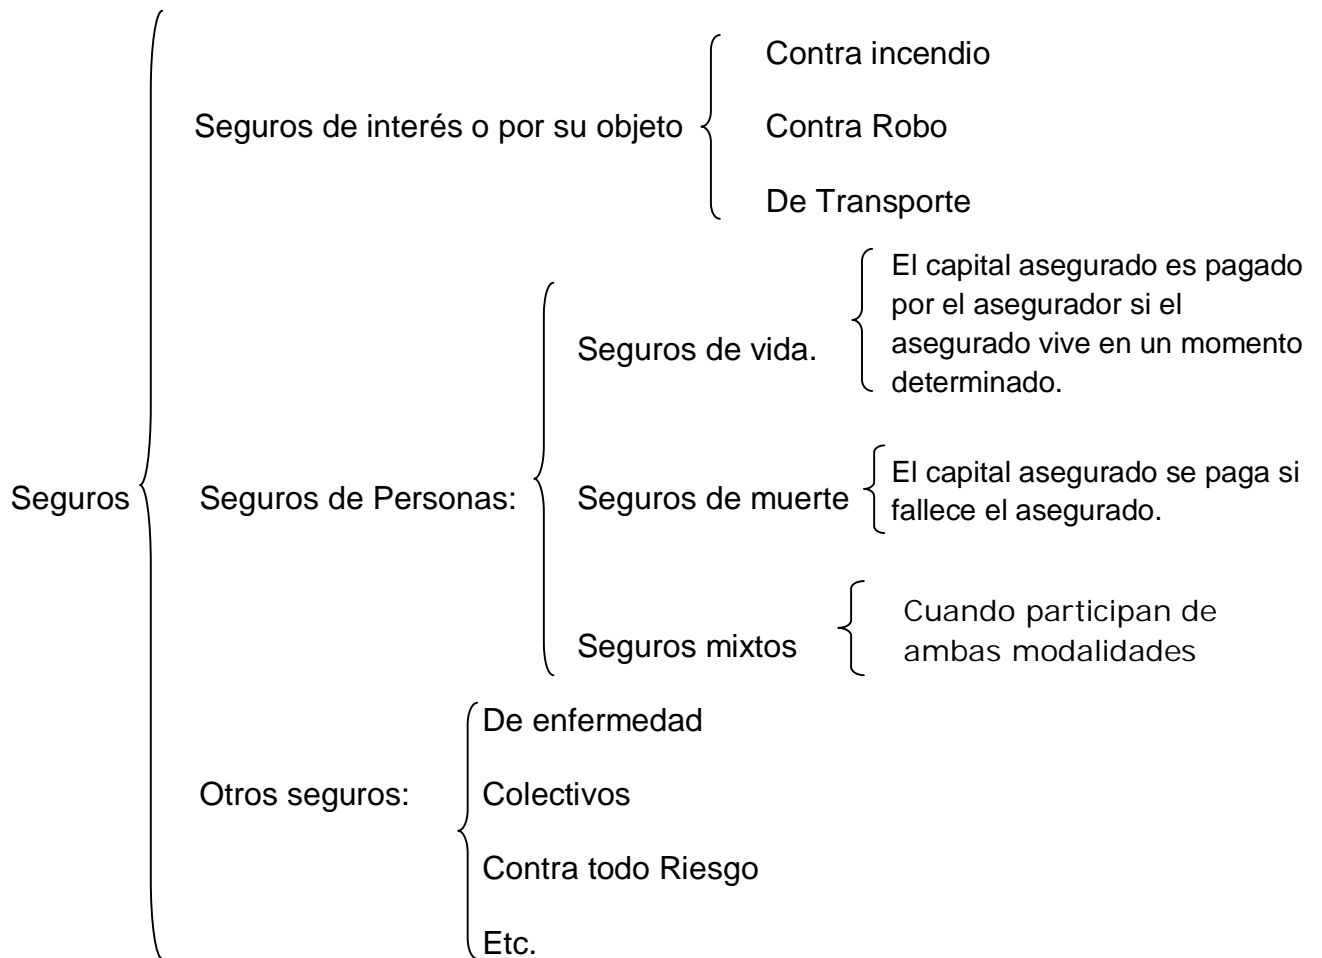 Seguros
Seguros de interés o por su objeto
Contra incendio
Contra Robo
De Transporte
Seguros de Personas:
Seguros de vida.
El capital asegurado es pagado
por el asegurador si el
asegurado vive en un momento
determinado.
Seguros de muerte
El capital asegurado se paga si
fallece el asegurado.
Seguros mixtos
Cuando participan de
ambas modalidades
Otros seguros:
De enfermedad
Colectivos
Contra todo Riesgo
Etc.